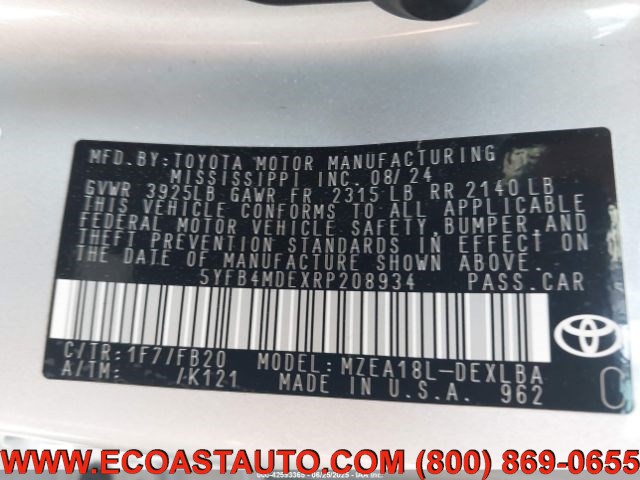 MFD.BY:TOYOTA MOTOR MANUFACTURING
MISSISSIPPI INC. 08/24
GVWR 3925LB GAWR FR 2315 LB RR 2140 LB
THIS VEHICLE CONFORMS TO ALL APPLICABLE
FEDERAL MOTOR VEHICLE SAFETY,BUMPER,AND
THEFT PREVENTION STANDARDS IN EFFECT ON
THE DATE OF MANUFACTURE SHOWN ABOVE.
5YFB4MDEXRP208934 PASS.CAR
C/TR:1F7/FB20 MODEL:MZEA18L-DEXLBA
A/TM: /K121 MADE IN U.S.A. 962
C
WWW.ECOASTAUTO.COM (800) 869-0655